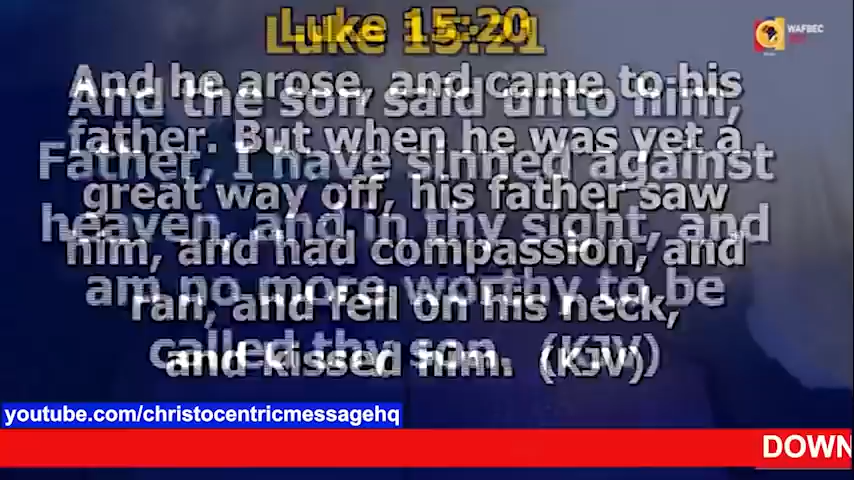 Luke 15:20
And he arose, and came to his
father. But when he was yet a
great way off, his father saw
him, and had compassion, and
ran, and fell on his neck,
and kissed him. (KJV)
Luke 15:21
And the son said unto him,
Father, I have sinned against
heaven, and in thy sight, and
am no more worthy to be
called thy son. (KJV)
WAFBEC
youtube.com/christocentricmessagehq
DOWN